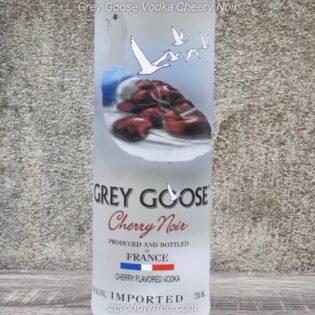 Grey Goose Vodka Cheery Noir
GREY GOOSE
Cherry Noir
PRODUCED AND BOTTLED
IN
FRANCE
CHERRY FLAVORED VODKA
IMPORTED 750 ML
zerodutyfree.com